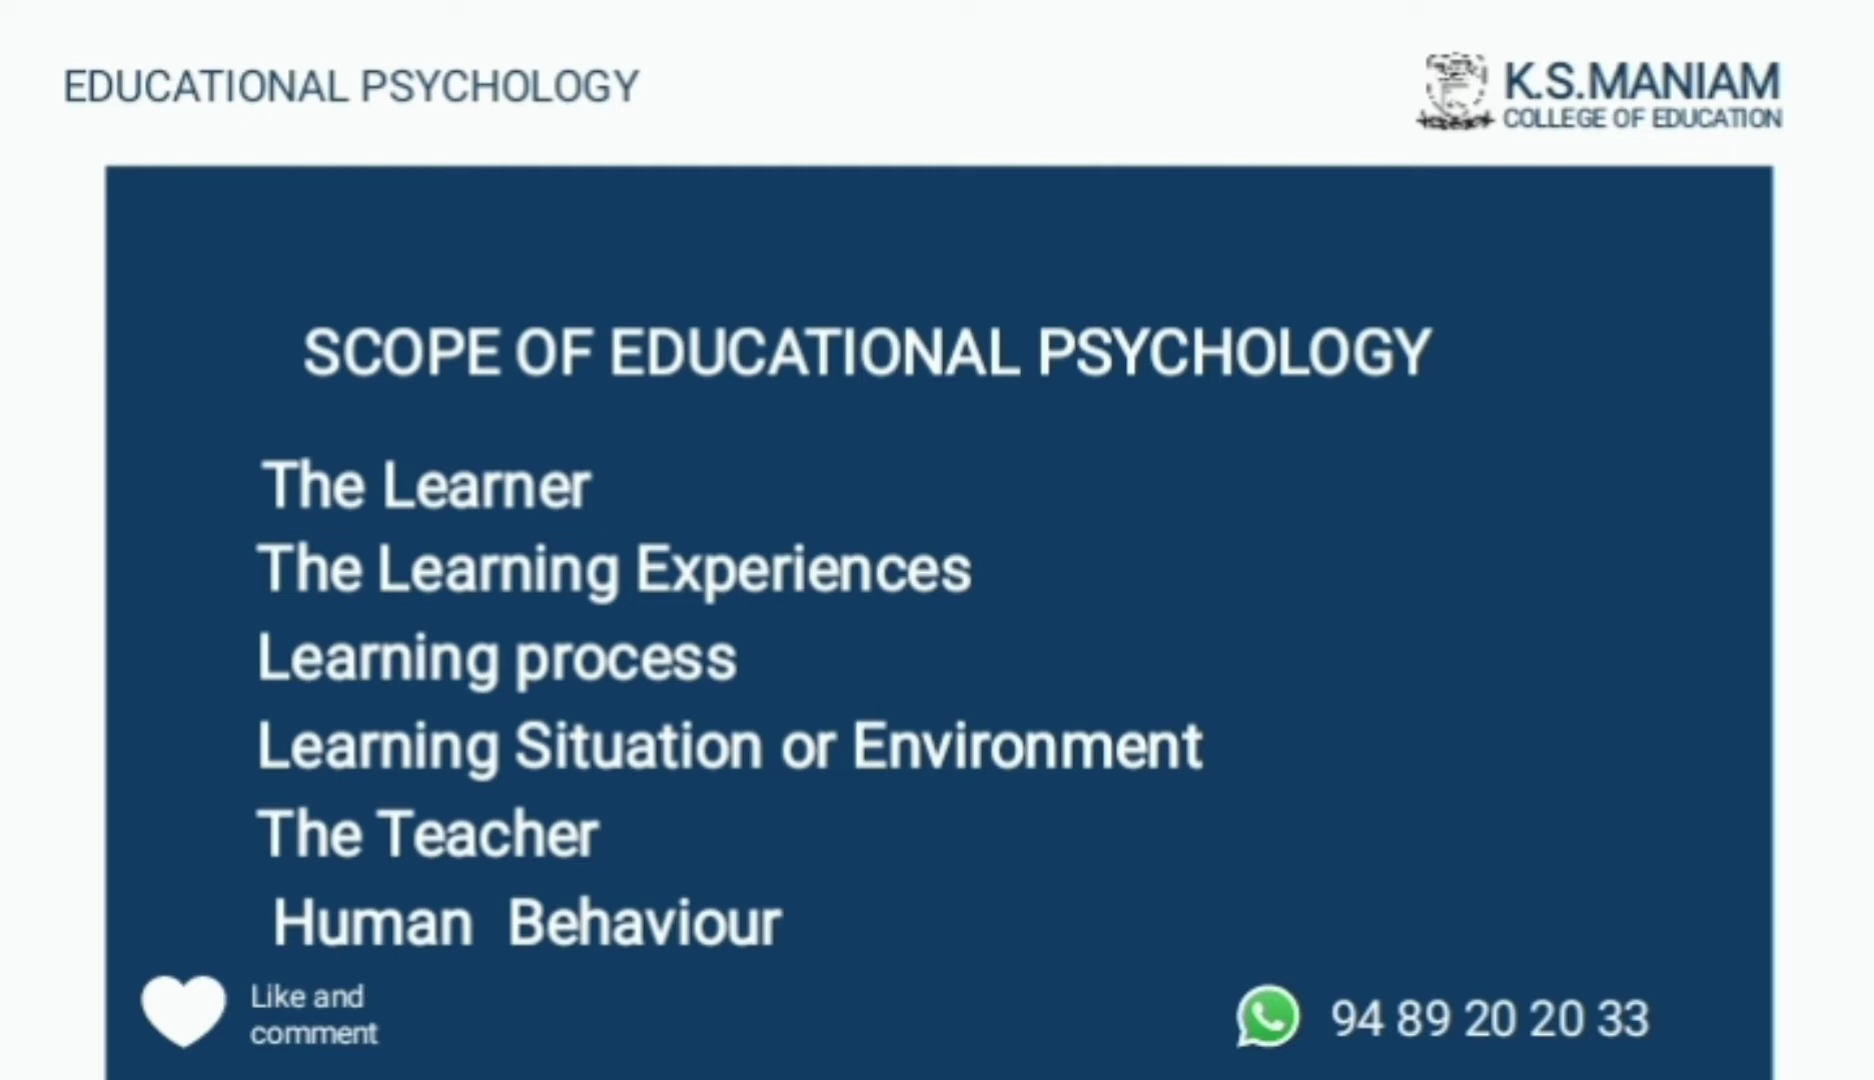 EDUCATIONAL PSYCHOLOGY
K.S.MANIAM
COLLEGE OF EDUCATION
SCOPE OF EDUCATIONAL PSYCHOLOGY
The Learner
The Learning Experiences
Learning process
Learning Situation or Environment
The Teacher
Human Behaviour
Like and
comment
94 89 20 20 33